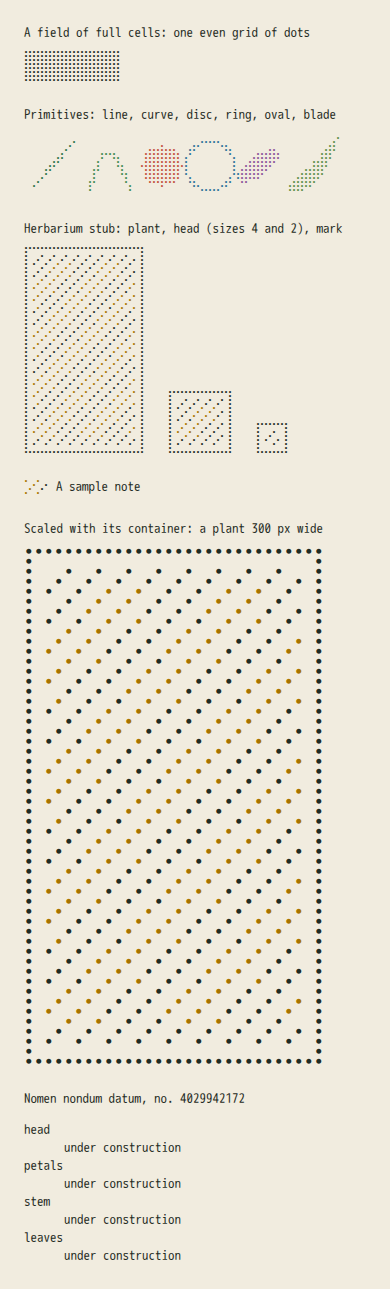 A field of full cells: one even grid of dots
Primitives: line, curve, disc, ring, oval, blade
Herbarium stub: plant, head (sizes 4 and 2), mark
A sample note
Scaled with its container: a plant 300 px wide
Nomen nondum datum, no. 4029942172
head
under construction
petals
under construction
stem
under construction
leaves
under construction